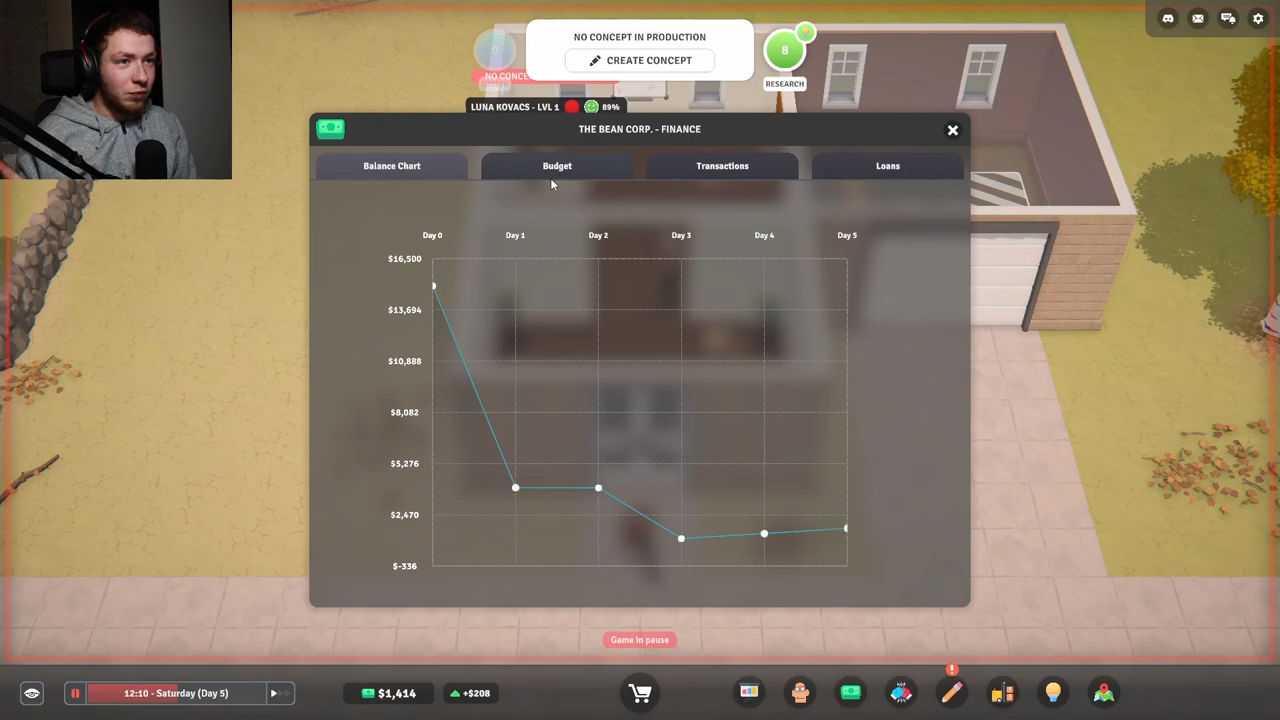 NO CONCEPT IN PRODUCTION
CREATE CONCEPT
0
NO CONCE
8
RESEARCH
LUNA KOVACS - LVL 1 89%
THE BEAN CORP. - FINANCE
Balance Chart Budget Transactions Loans
Day 0 Day 1 Day 2 Day 3 Day 4 Day 5
$16,500
$13,694
$10,888
$8,082
$5,276
$2,470
$-336
Game in pause
12:10 - Saturday (Day 5) $1,414 +$208